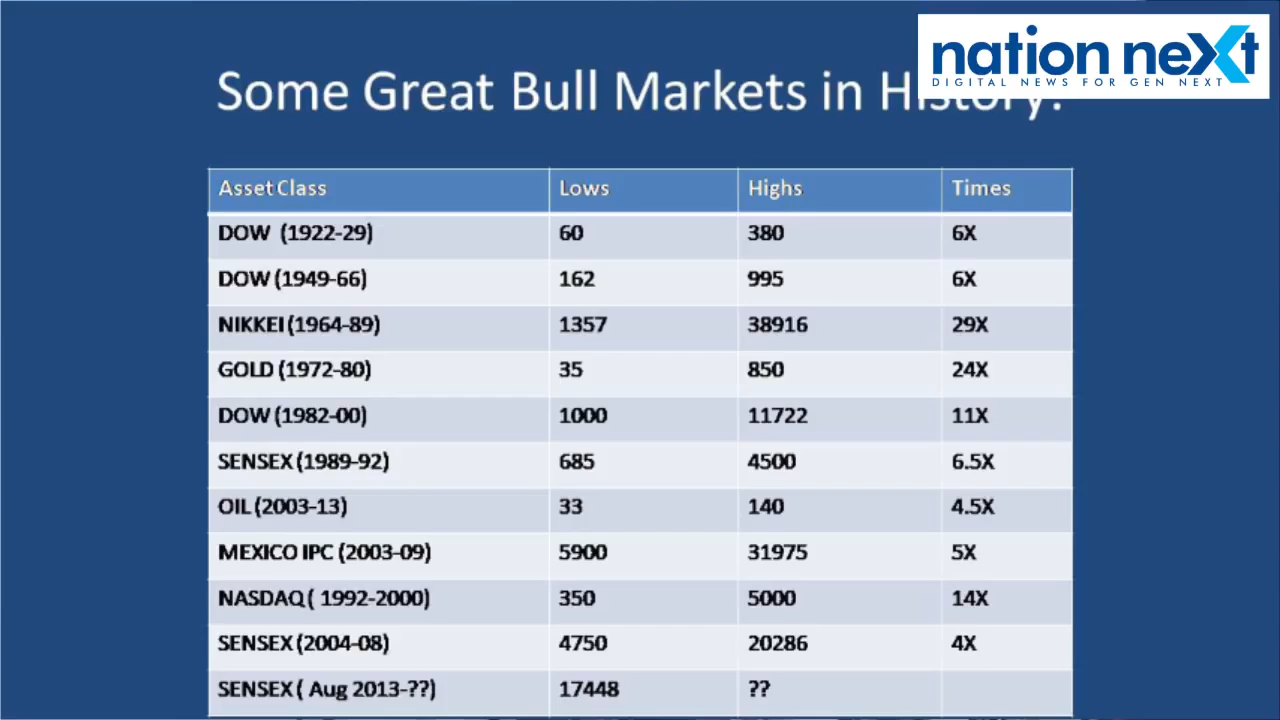 nation next
DIGITAL NEWS FOR GEN NEXT
Some Great Bull Markets in History!
Asset Class Lows Highs Times
DOW (1922-29) 60 380 6X
DOW (1949-66) 162 995 6X
NIKKEI (1964-89) 1357 38916 29X
GOLD (1972-80) 35 850 24X
DOW (1982-00) 1000 11722 11X
SENSEX (1989-92) 685 4500 6.5X
OIL (2003-13) 33 140 4.5X
MEXICO IPC (2003-09) 5900 31975 5X
NASDAQ ( 1992-2000) 350 5000 14X
SENSEX (2004-08) 4750 20286 4X
SENSEX ( Aug 2013-??) 17448 ??